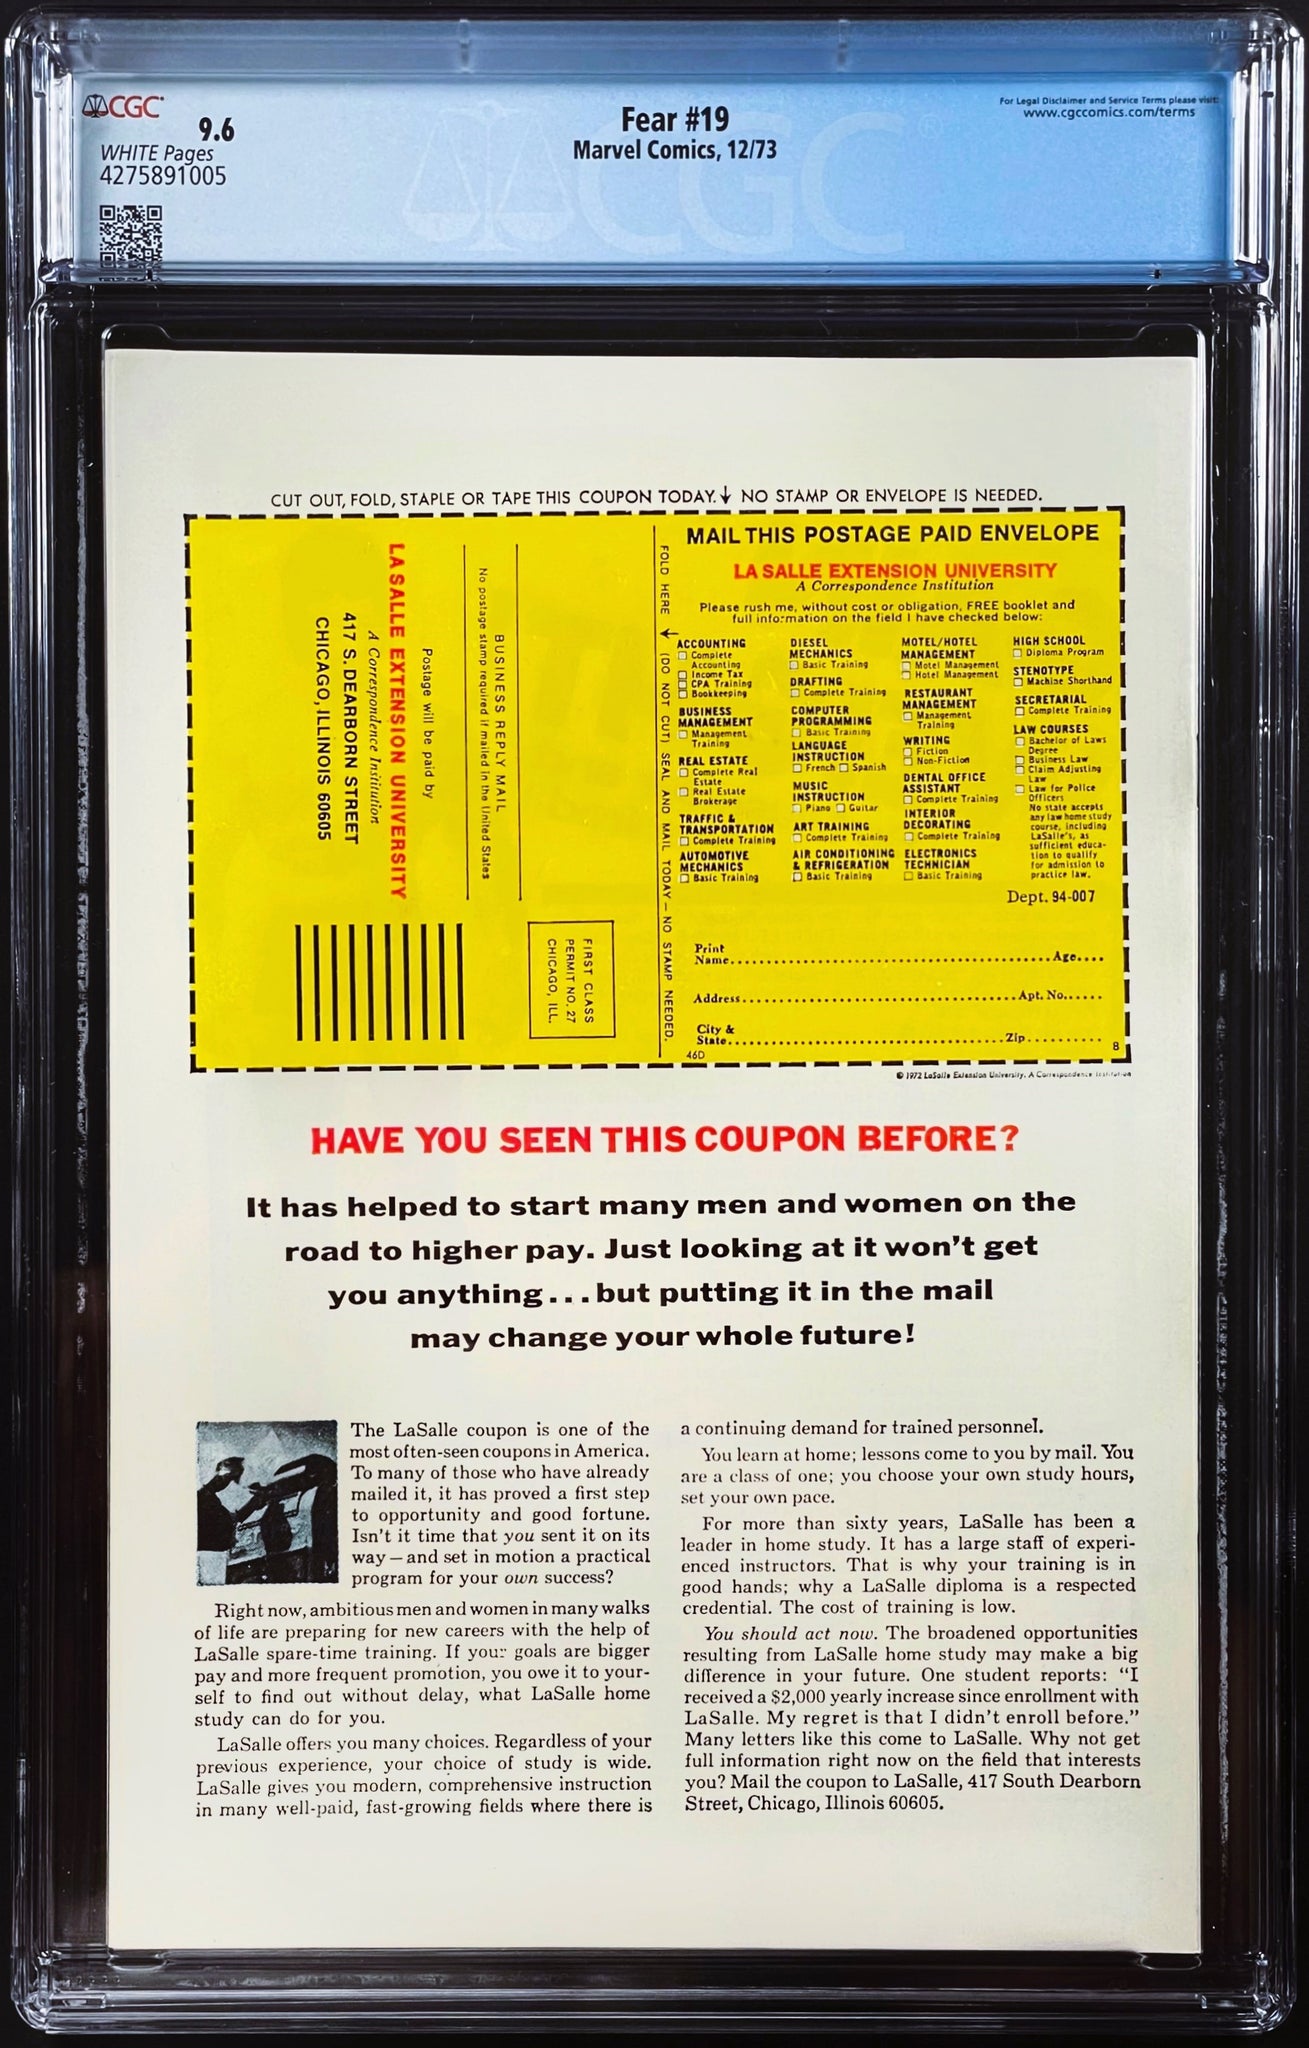 CGC
9.6
WHITE Pages
4275891005
Fear #19
Marvel Comics, 12/73
For Legal Disclaimer and Service Terms please visit:
www.cgccomics.com/terms
CGC
CUT OUT, FOLD, STAPLE OR TAPE THIS COUPON TODAY. ↓ NO STAMP OR ENVELOPE IS NEEDED.
BUSINESS REPLY MAIL
No postage stamp required if mailed in the United States
Postage will be paid by
LA SALLE EXTENSION UNIVERSITY
A Correspondence Institution
417 S. DEARBORN STREET
CHICAGO, ILLINOIS 60605
FIRST CLASS
PERMIT NO. 27
CHICAGO, ILL.
FOLD HERE → (DO NOT CUT) SEAL AND MAIL TODAY — NO STAMP NEEDED.
MAIL THIS POSTAGE PAID ENVELOPE
LA SALLE EXTENSION UNIVERSITY
A Correspondence Institution
Please rush me, without cost or obligation, FREE booklet and
full information on the field I have checked below:
ACCOUNTING
Complete
Accounting
Income Tax
CPA Training
Bookkeeping
BUSINESS
MANAGEMENT
Management
Training
REAL ESTATE
Complete Real
Estate
Real Estate
Brokerage
TRAFFIC &
TRANSPORTATION
Complete Training
AUTOMOTIVE
MECHANICS
Basic Training
DIESEL
MECHANICS
Basic Training
DRAFTING
Complete Training
COMPUTER
PROGRAMMING
Basic Training
LANGUAGE
INSTRUCTION
French Spanish
MUSIC
INSTRUCTION
Piano Guitar
ART TRAINING
Complete Training
AIR CONDITIONING
& REFRIGERATION
Basic Training
MOTEL/HOTEL
MANAGEMENT
Motel Management
Hotel Management
RESTAURANT
MANAGEMENT
Management
Training
WRITING
Fiction
Non-Fiction
DENTAL OFFICE
ASSISTANT
Complete Training
INTERIOR
DECORATING
Complete Training
ELECTRONICS
TECHNICIAN
Basic Training
HIGH SCHOOL
Diploma Program
STENOTYPE
Machine Shorthand
SECRETARIAL
Complete Training
LAW COURSES
Bachelor of Laws
Degree
Business Law
Claim Adjusting
Law
Law for Police
Officers
No state accepts
any law home study
course, including
LaSalle's, as
sufficient educa-
tion to qualify
for admission to
practice law.
Dept. 94-007
Print
Name Age
Address Apt. No.
City &
State Zip
46D
B
© 1972 LaSalle Extension University, A Correspondence Institution
HAVE YOU SEEN THIS COUPON BEFORE?
It has helped to start many men and women on the
road to higher pay. Just looking at it won't get
you anything...but putting it in the mail
may change your whole future!
The LaSalle coupon is one of the
most often-seen coupons in America.
To many of those who have already
mailed it, it has proved a first step
to opportunity and good fortune.
Isn't it time that you sent it on its
way—and set in motion a practical
program for your own success?
Right now, ambitious men and women in many walks
of life are preparing for new careers with the help of
LaSalle spare-time training. If your goals are bigger
pay and more frequent promotion, you owe it to your-
self to find out without delay, what LaSalle home
study can do for you.
LaSalle offers you many choices. Regardless of your
previous experience, your choice of study is wide.
LaSalle gives you modern, comprehensive instruction
in many well-paid, fast-growing fields where there is
a continuing demand for trained personnel.
You learn at home; lessons come to you by mail. You
are a class of one; you choose your own study hours,
set your own pace.
For more than sixty years, LaSalle has been a
leader in home study. It has a large staff of experi-
enced instructors. That is why your training is in
good hands; why a LaSalle diploma is a respected
credential. The cost of training is low.
You should act now. The broadened opportunities
resulting from LaSalle home study may make a big
difference in your future. One student reports: "I
received a $2,000 yearly increase since enrollment with
LaSalle. My regret is that I didn't enroll before."
Many letters like this come to LaSalle. Why not get
full information right now on the field that interests
you? Mail the coupon to LaSalle, 417 South Dearborn
Street, Chicago, Illinois 60605.